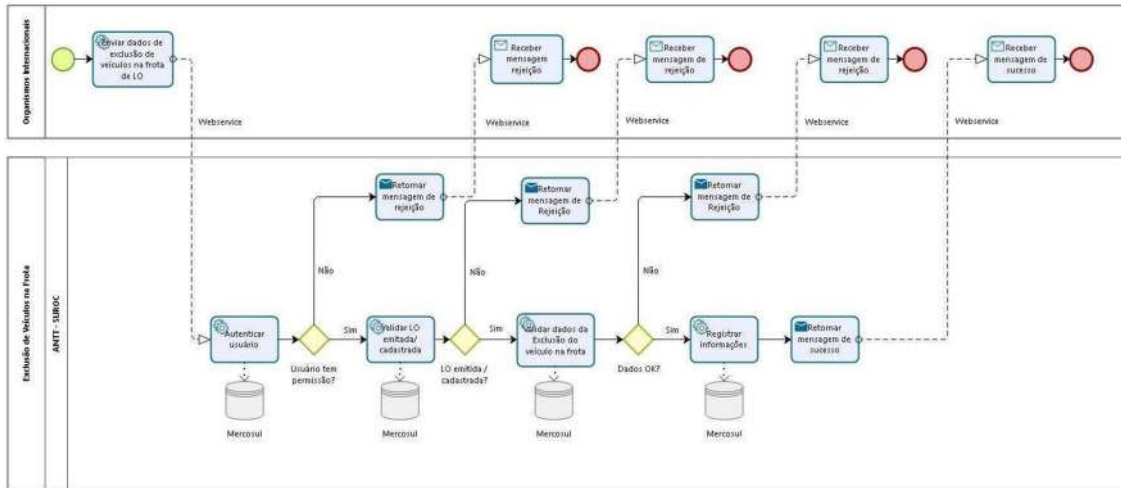 Organismos Internacionais
Enviar dados de
exclusão de
veículos na frota
de LO
Receber
mensagem
rejeição
Receber
mensagem
de rejeição
Receber
mensagem
de rejeição
Receber
mensagem de
sucesso
Webservice
Webservice
Webservice
Webservice
Webservice
Exclusão de Veículos na Frota
ANTT - SUROC
Retornar
mensagem de
rejeição
Retornar
mensagem de
Rejeição
Retornar
mensagem de
Rejeição
Não
Não
Não
Autenticar
usuário
Sim
Validar LO
emitada/
cadastrada
Sim
Validar dados da
Exclusão do
veículo na frota
Sim
Registrar
informações
Retornar
mensagem de
sucesso
Usuário tem
permissão?
LO emitida /
cadastrada?
Dados OK?
Mercosul
Mercosul
Mercosul
Mercosul